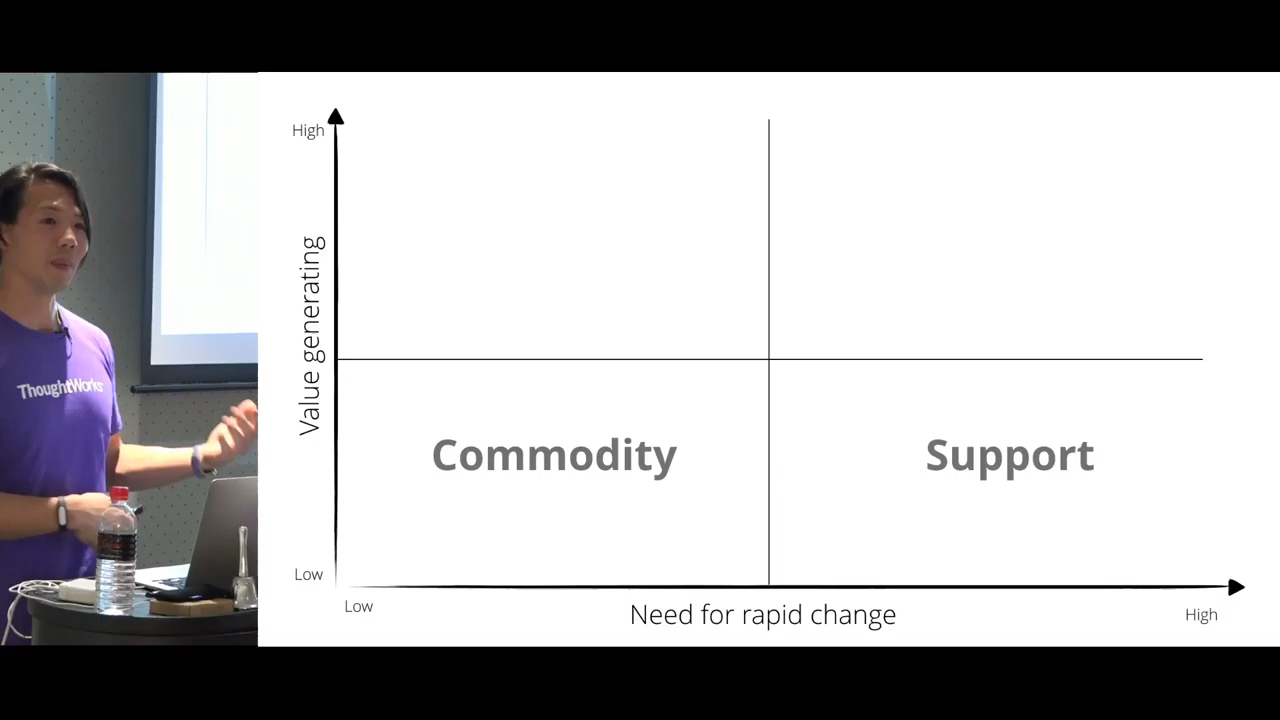 High
Value generating
Commodity
Support
Low
Low
Need for rapid change
High
ThoughtWorks